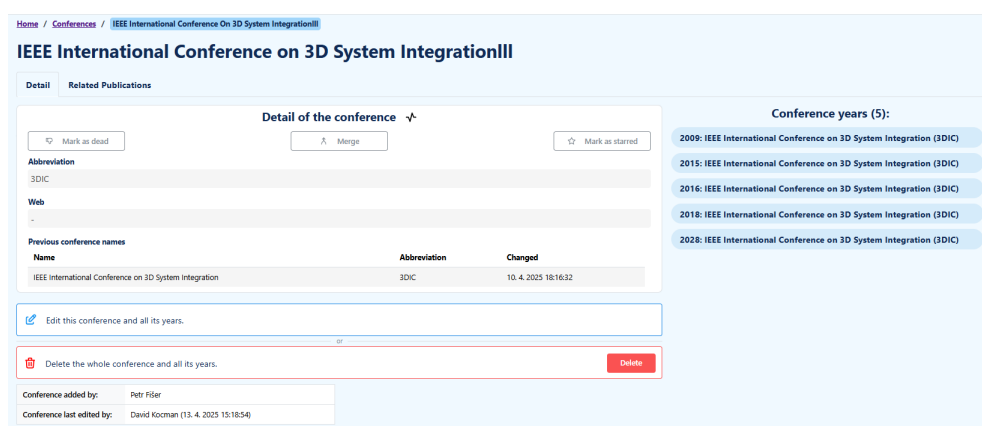 Home / Conferences / IEEE International Conference On 3D System IntegrationIII
IEEE International Conference on 3D System IntegrationIII
Detail Related Publications
Detail of the conference
Mark as dead Merge Mark as starred
Abbreviation
3DIC
Web
-
Previous conference names
Name Abbreviation Changed
IEEE International Conference on 3D System Integration 3DIC 10. 4. 2025 18:16:32
Edit this conference and all its years.
or
Delete the whole conference and all its years. Delete
Conference added by: Petr Fišer
Conference last edited by: David Kocman (13. 4. 2025 15:18:54)
Conference years (5):
2009: IEEE International Conference on 3D System Integration (3DIC)
2015: IEEE International Conference on 3D System Integration (3DIC)
2016: IEEE International Conference on 3D System Integration (3DIC)
2018: IEEE International Conference on 3D System Integration (3DIC)
2028: IEEE International Conference on 3D System Integration (3DIC)